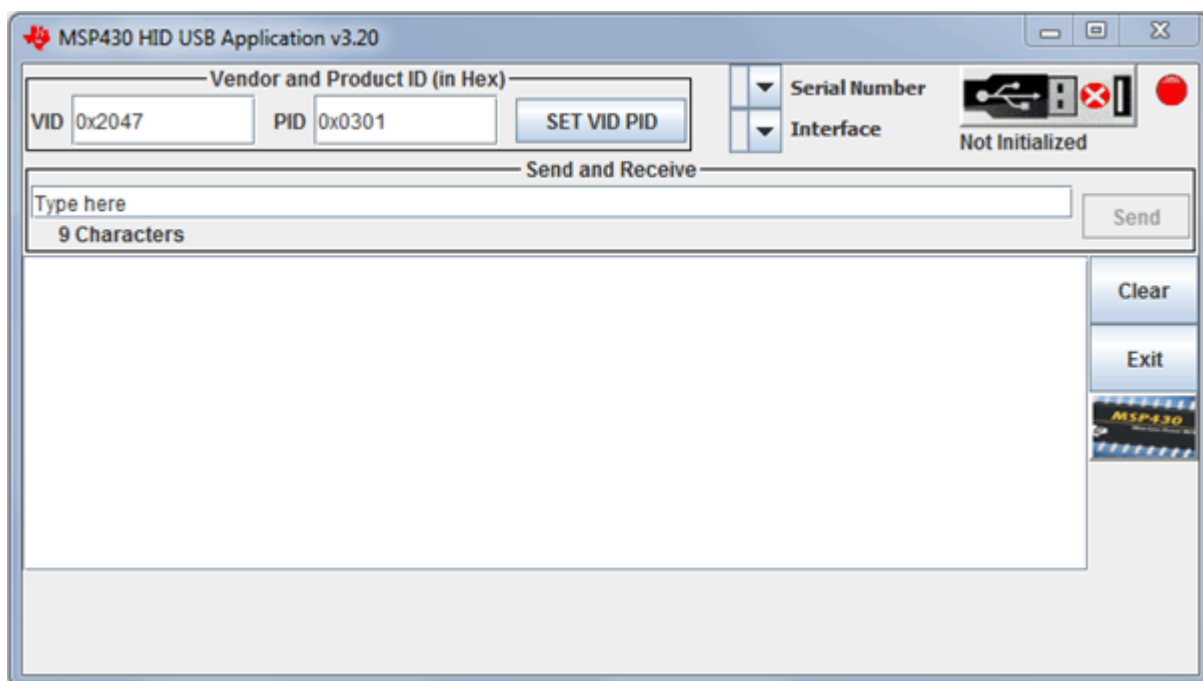 MSP430 HID USB Application v3.20
Vendor and Product ID (in Hex)
VID 0x2047 PID 0x0301 SET VID PID
Serial Number
Interface
Not Initialized
Send and Receive
Type here
9 Characters
Send
Clear
Exit
MSP430